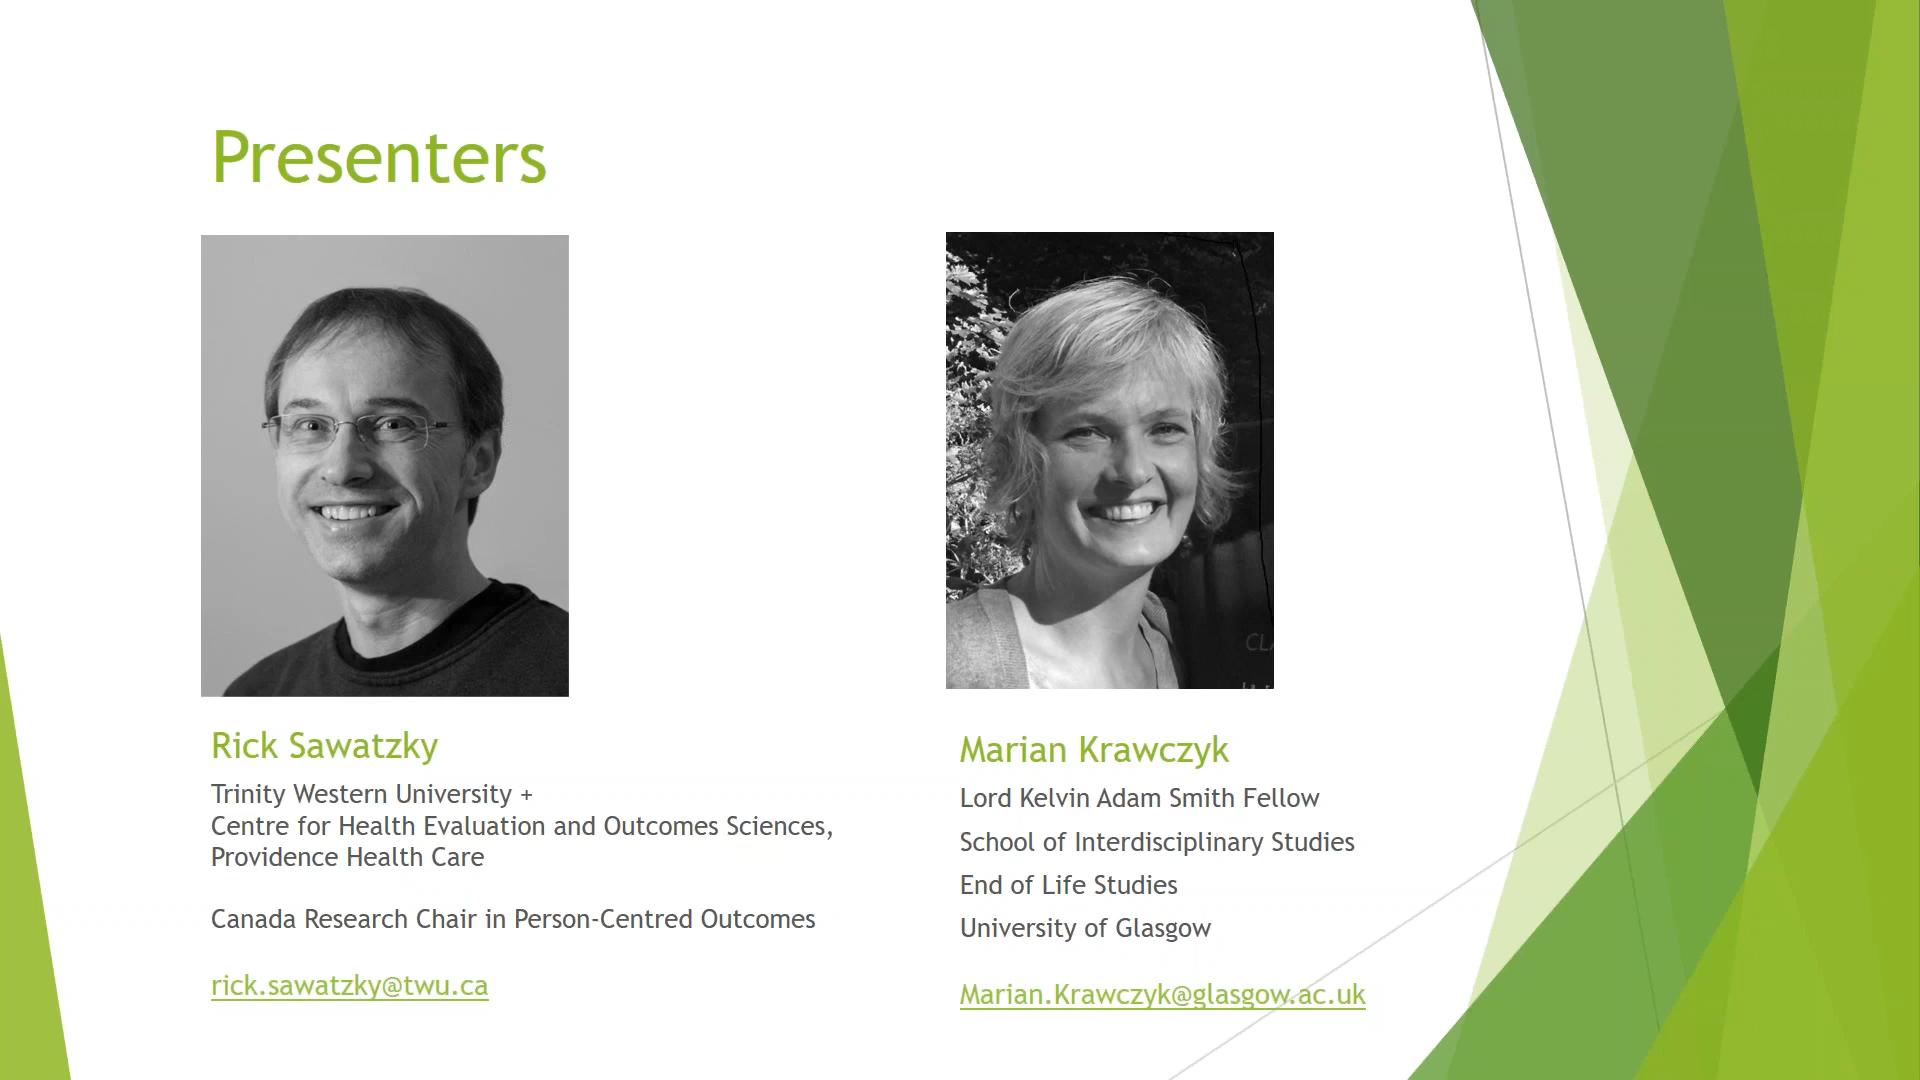 Presenters
Rick Sawatzky
Trinity Western University +
Centre for Health Evaluation and Outcomes Sciences,
Providence Health Care
Canada Research Chair in Person-Centred Outcomes
rick.sawatzky@twu.ca
Marian Krawczyk
Lord Kelvin Adam Smith Fellow
School of Interdisciplinary Studies
End of Life Studies
University of Glasgow
Marian.Krawczyk@glasgow.ac.uk